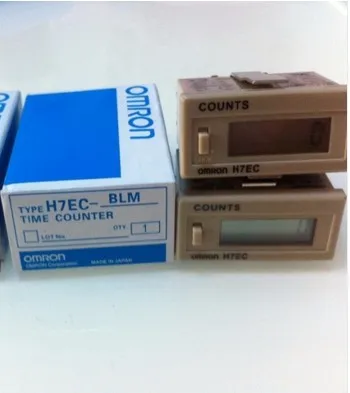 OMRON
TYPE H7EC-BLM
TIME COUNTER
LOT No. QTY. 1
OMRON
OMRON Corporation MADE IN JAPAN
COUNTS
0
OMRON H7EC
COUNTS
OMRON H7EC